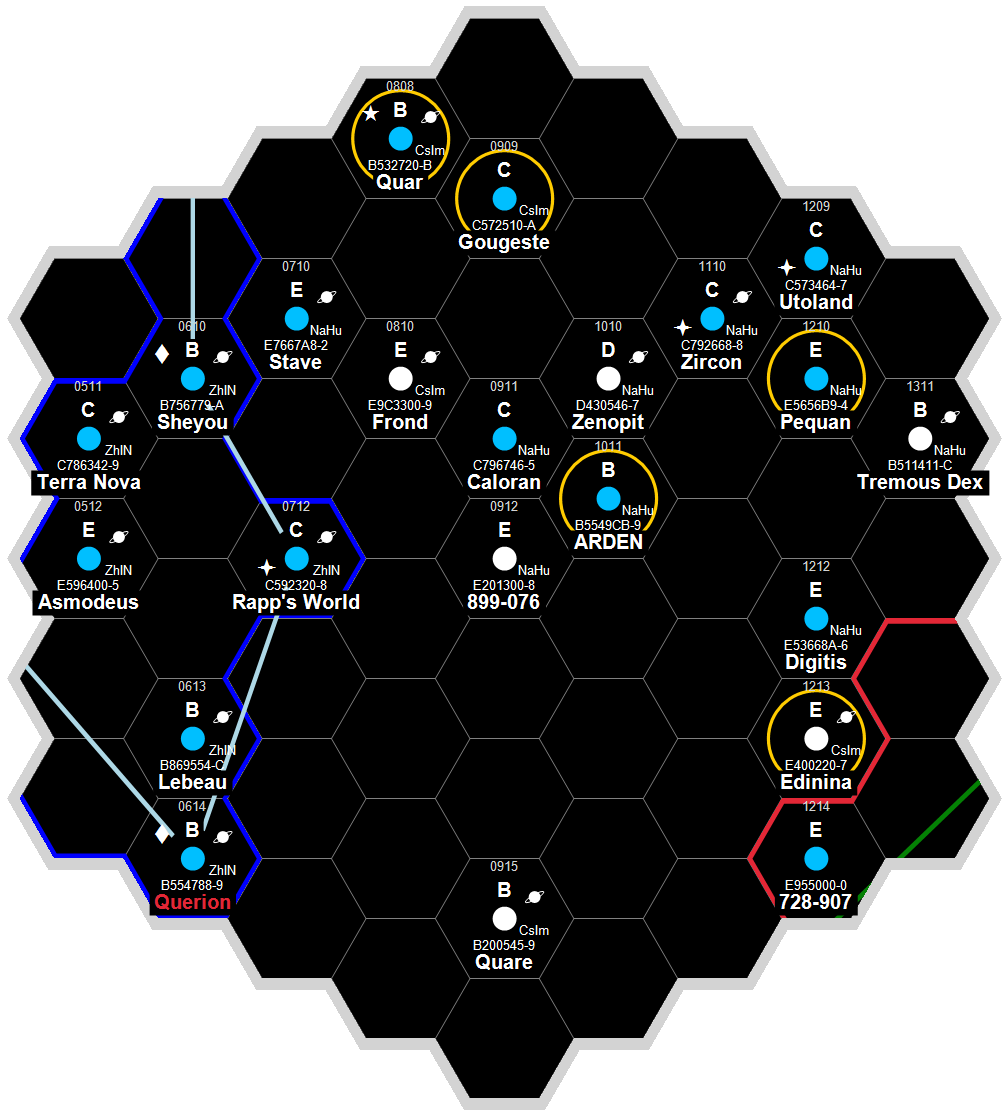 0808
B
CsIm
B532720-B
Quar
0909
C
CsIm
C572510-A
Gougeste
1209
C
NaHu
C573464-7
Utoland
0710
E
NaHu
E7667A8-2
Stave
1110
C
NaHu
C792668-8
Zircon
0610
B
ZhIN
B756779-A
Sheyou
0810
E
CsIm
E9C3300-9
Frond
1010
D
NaHu
D430546-7
Zenopit
1210
E
NaHu
E5656B9-4
Pequan
0511
C
ZhIN
C786342-9
Terra Nova
0911
C
NaHu
C796746-5
Caloran
1311
B
NaHu
B511411-C
Tremous Dex
1011
B
NaHu
B5549CB-9
ARDEN
0512
E
ZhIN
E596400-5
Asmodeus
0712
C
ZhIN
C592320-8
Rapp's World
0912
E
NaHu
E201300-8
899-076
1212
E
NaHu
E53668A-6
Digitis
0613
B
ZhIN
B869554-C
Lebeau
1213
E
CsIm
E400220-7
Edinina
0614
B
ZhIN
B554788-9
Querion
1214
E
E955000-0
728-907
0915
B
CsIm
B200545-9
Quare